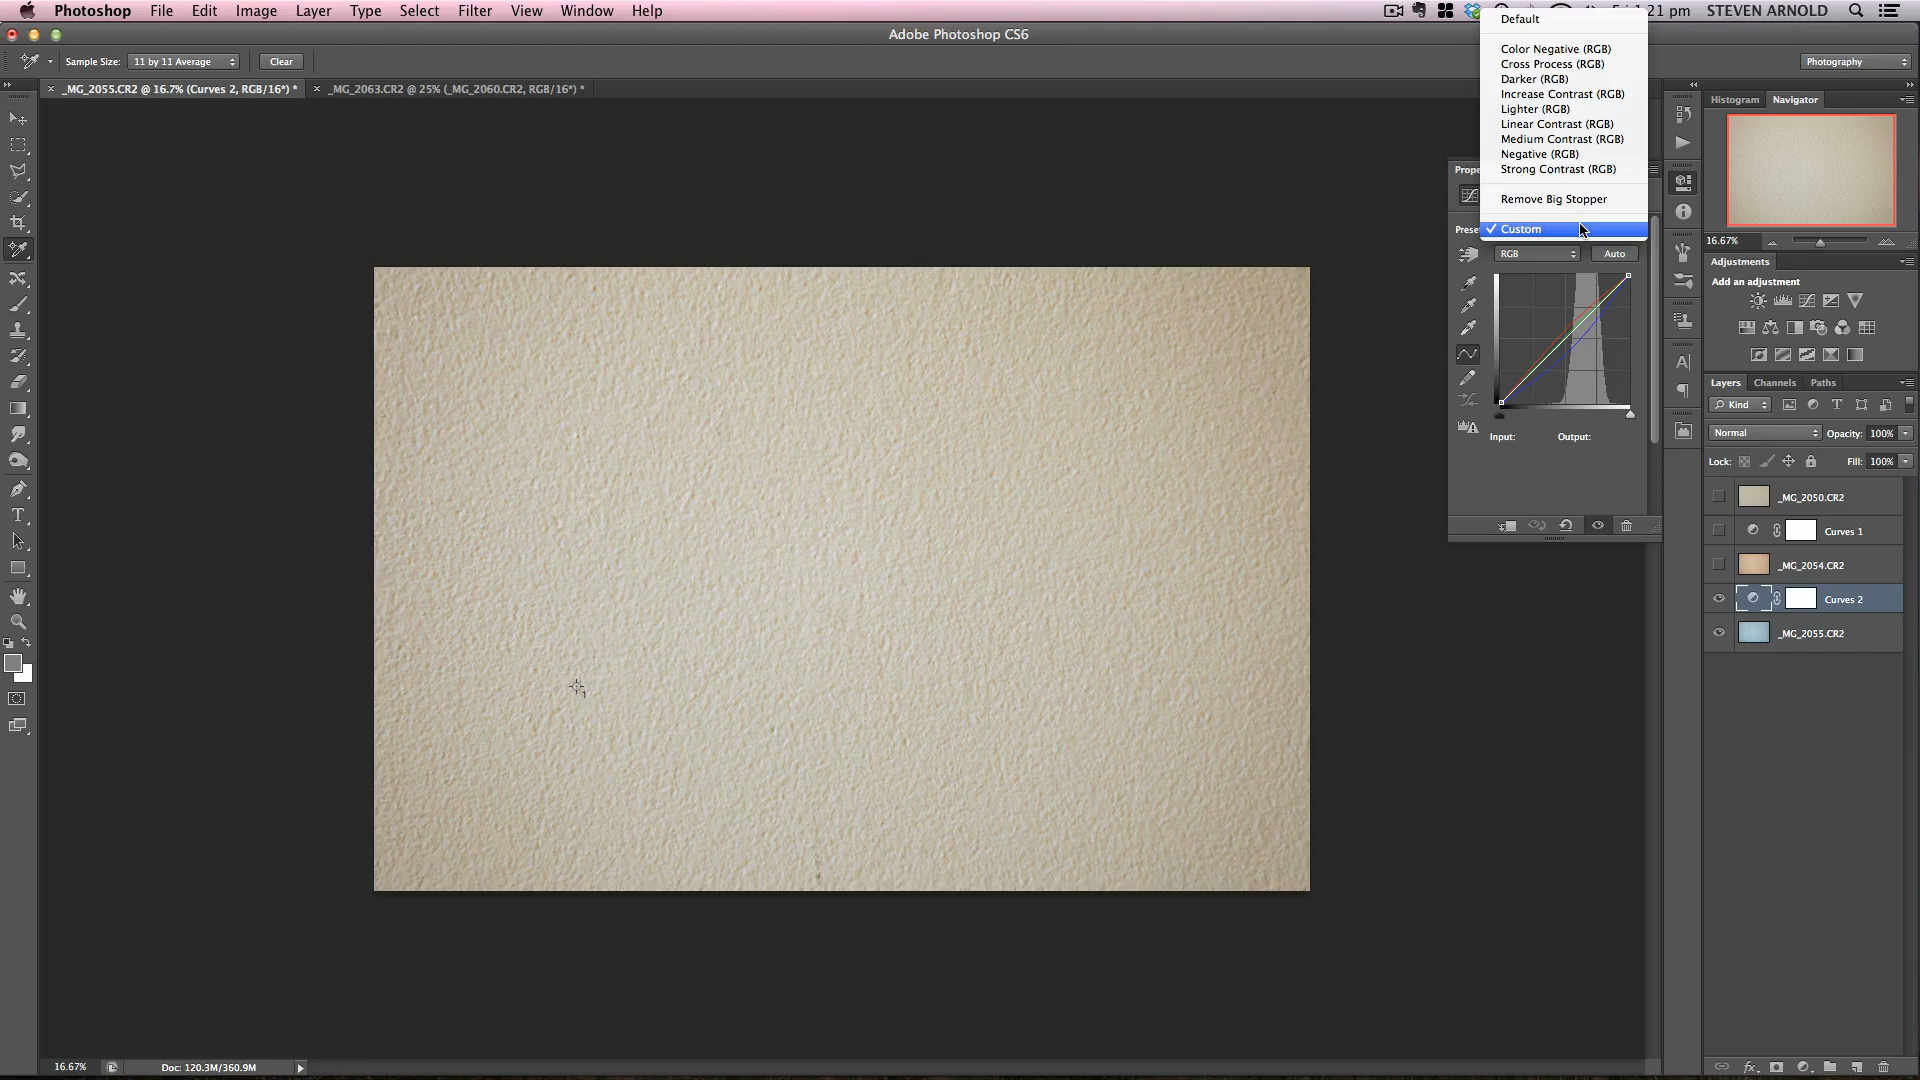 Photoshop File Edit Image Layer Type Select Filter View Window Help
1:21 pm STEVEN ARNOLD
Adobe Photoshop CS6
Sample Size: 11 by 11 Average Clear
Photography
_MG_2055.CR2 @ 16.7% (Curves 2, RGB/16*) *
_MG_2063.CR2 @ 25% (_MG_2060.CR2, RGB/16*) *
Default
Color Negative (RGB)
Cross Process (RGB)
Darker (RGB)
Increase Contrast (RGB)
Lighter (RGB)
Linear Contrast (RGB)
Medium Contrast (RGB)
Negative (RGB)
Strong Contrast (RGB)
Remove Big Stopper
Custom
RGB Auto
Input: Output:
Histogram Navigator
16.67%
Adjustments
Add an adjustment
Layers Channels Paths
Kind
Normal Opacity: 100%
Lock: Fill: 100%
_MG_2050.CR2
Curves 1
_MG_2054.CR2
Curves 2
_MG_2055.CR2
1
16.67% Doc: 120.3M/360.9M